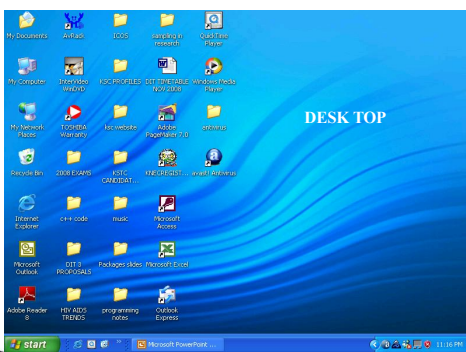 My Documents
AvRack
ICOS
sampling in
research
QuickTime
Player
My Computer
InterVideo
WinDVD
KSC PROFILES
DIT TIMETABLE
NOV 2008
Windows Media
Player
My Network
Places
TOSHIBA
Warranty
ksc website
Adobe
PageMaker 7.0
antivirus
DESK TOP
Recycle Bin
2008 EXAMS
KSTC
CANDIDAT...
KNECREGIST...
avast! Antivirus
Internet
Explorer
c++ code
music
Microsoft
Access
Microsoft
Outlook
DIT 3
PROPOSALS
Packages slides
Microsoft Excel
Adobe Reader
8
HIV AIDS
TRENDS
programming
notes
Outlook
Express
start
Microsoft PowerPoint ...
11:16 PM